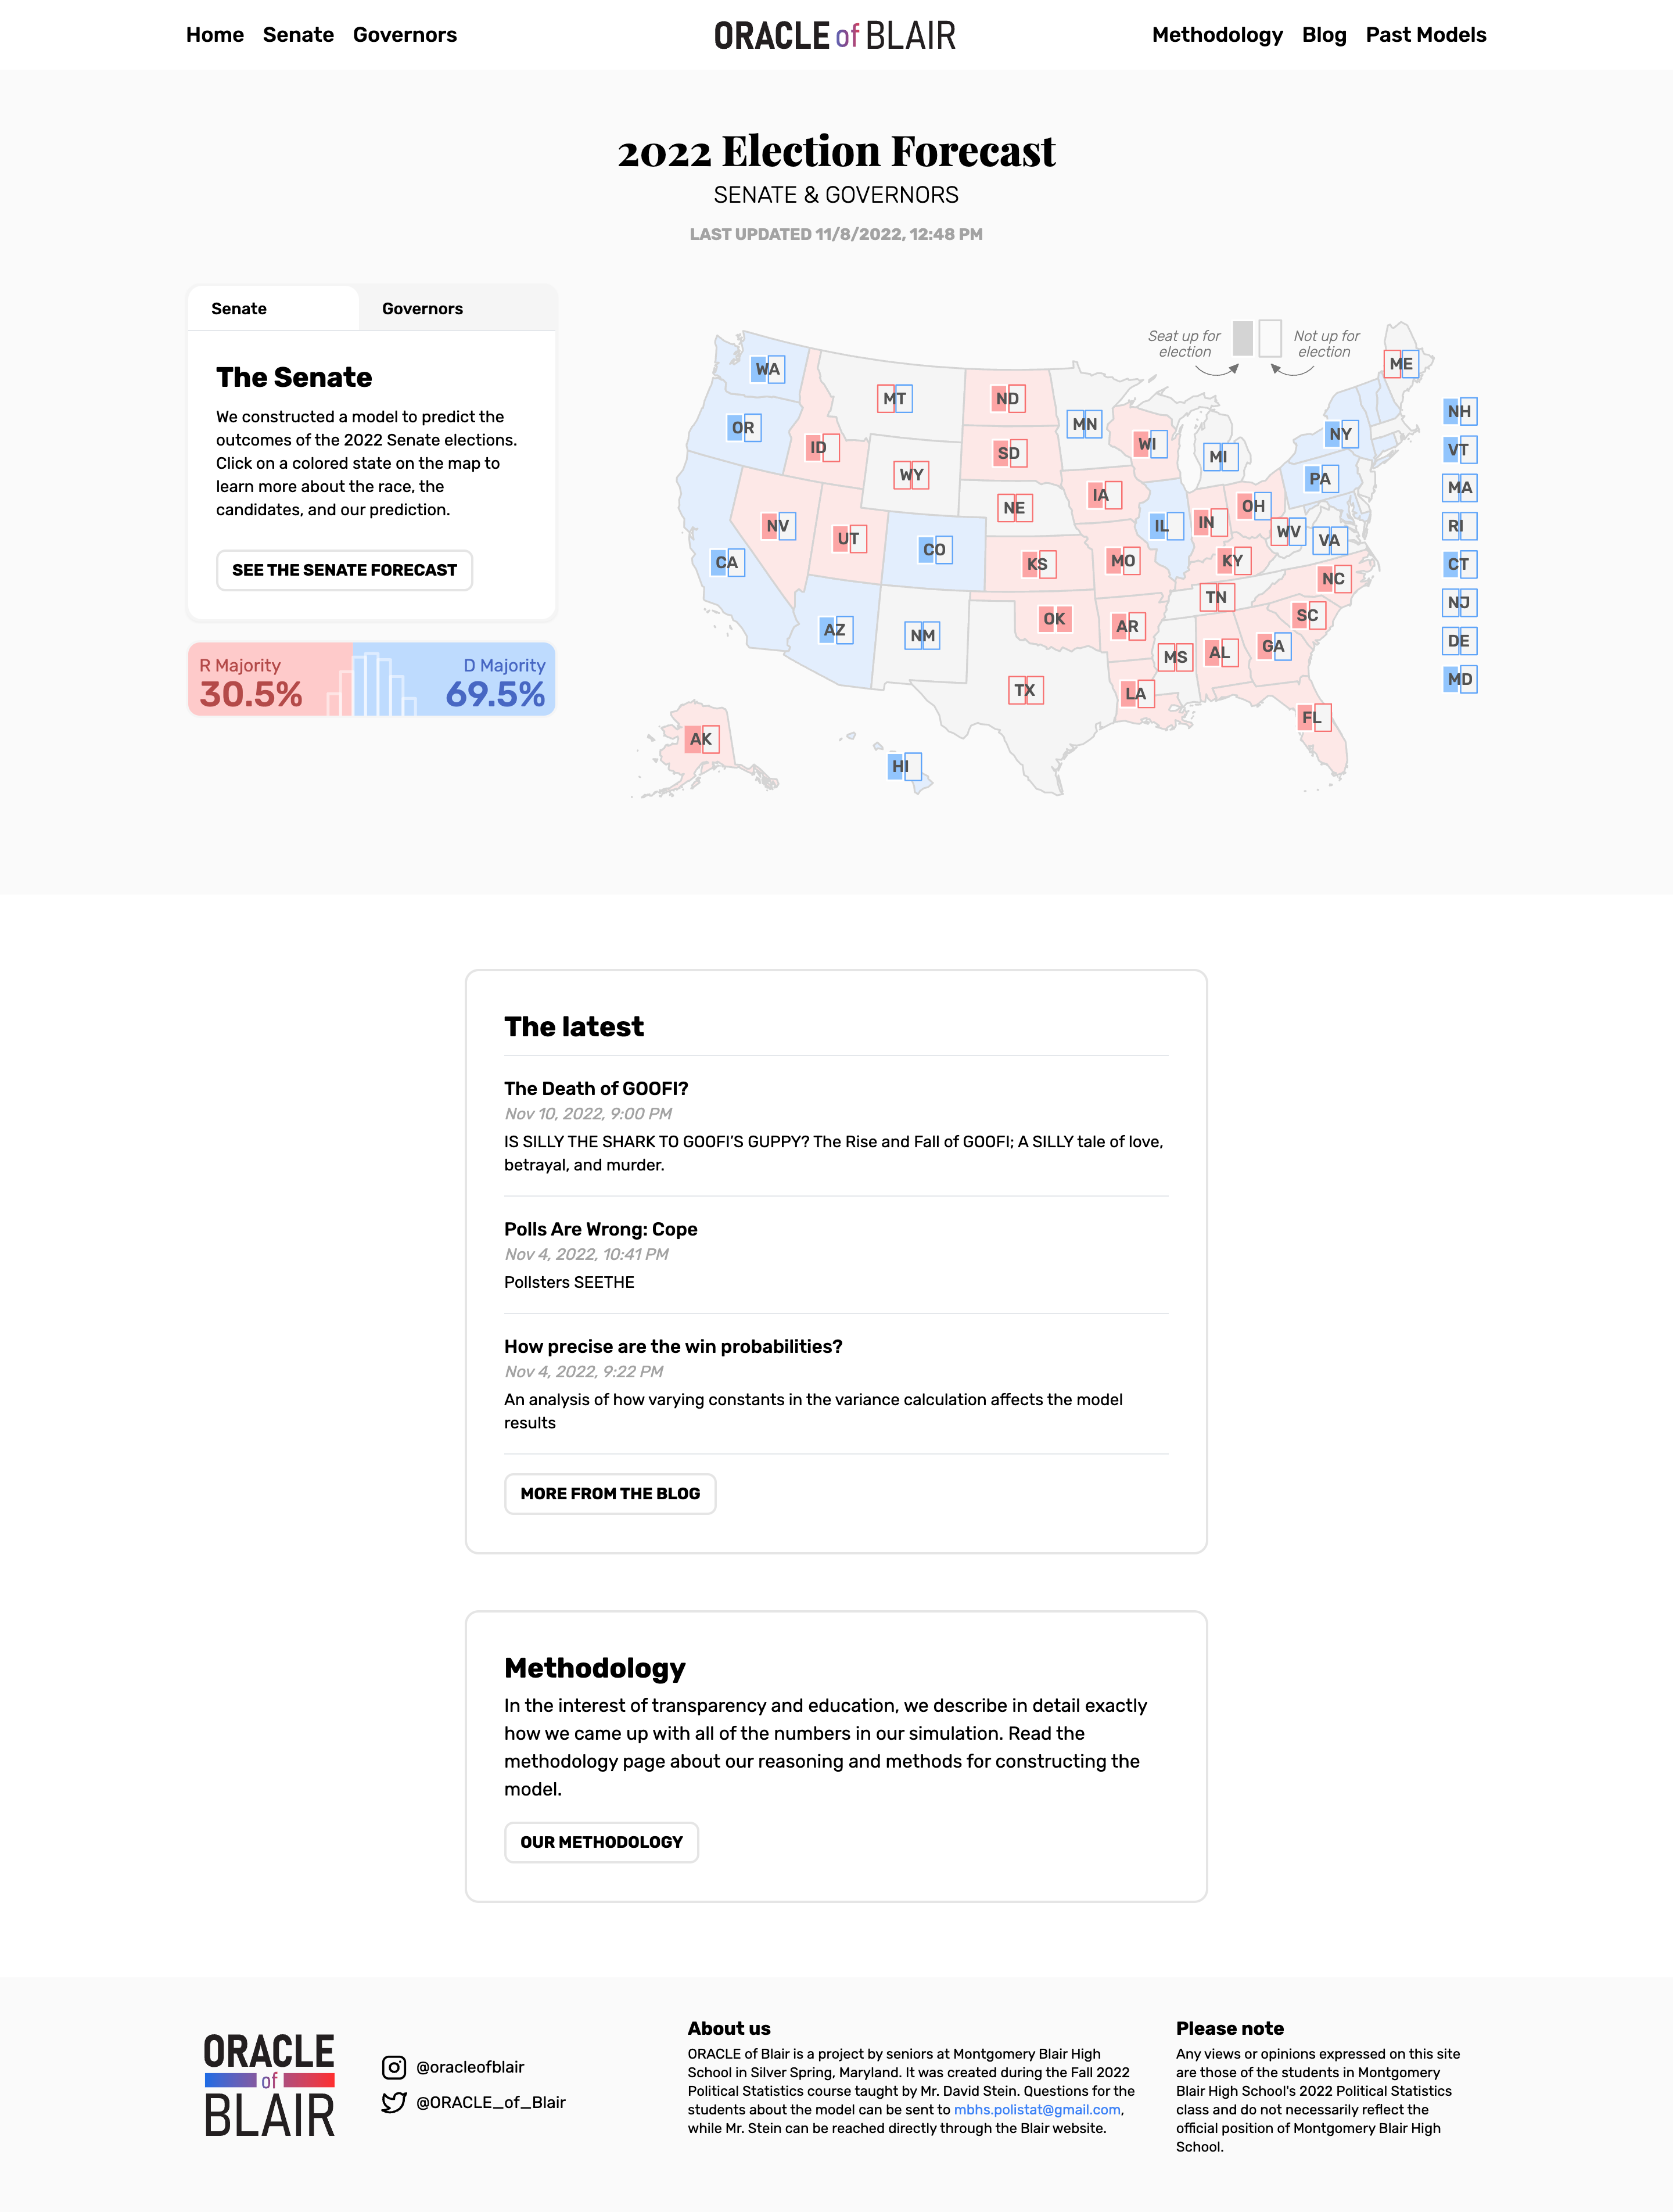 Home Senate Governors
ORACLE of BLAIR
Methodology Blog Past Models
2022 Election Forecast
SENATE & GOVERNORS
LAST UPDATED 11/8/2022, 12:48 PM
Senate Governors
The Senate
We constructed a model to predict the
outcomes of the 2022 Senate elections.
Click on a colored state on the map to
learn more about the race, the
candidates, and our prediction.
SEE THE SENATE FORECAST
R Majority
30.5%
D Majority
69.5%
Seat up for
election
Not up for
election
WA
OR
CA
NV
ID
MT
WY
UT
AZ
CO
NM
ND
SD
NE
KS
OK
TX
MN
IA
MO
AR
LA
WI
IL
MI
IN
OH
KY
TN
MS
AL
GA
FL
SC
NC
WV
VA
PA
NY
ME
AK
HI
NH
VT
MA
RI
CT
NJ
DE
MD
The latest
The Death of GOOFI?
Nov 10, 2022, 9:00 PM
IS SILLY THE SHARK TO GOOFI'S GUPPY? The Rise and Fall of GOOFI; A SILLY tale of love,
betrayal, and murder.
Polls Are Wrong: Cope
Nov 4, 2022, 10:41 PM
Pollsters SEETHE
How precise are the win probabilities?
Nov 4, 2022, 9:22 PM
An analysis of how varying constants in the variance calculation affects the model
results
MORE FROM THE BLOG
Methodology
In the interest of transparency and education, we describe in detail exactly
how we came up with all of the numbers in our simulation. Read the
methodology page about our reasoning and methods for constructing the
model.
OUR METHODOLOGY
ORACLE
of
BLAIR
@oracleofblair
@ORACLE_of_Blair
About us
ORACLE of Blair is a project by seniors at Montgomery Blair High
School in Silver Spring, Maryland. It was created during the Fall 2022
Political Statistics course taught by Mr. David Stein. Questions for the
students about the model can be sent to mbhs.polistat@gmail.com,
while Mr. Stein can be reached directly through the Blair website.
Please note
Any views or opinions expressed on this site
are those of the students in Montgomery
Blair High School's 2022 Political Statistics
class and do not necessarily reflect the
official position of Montgomery Blair High
School.